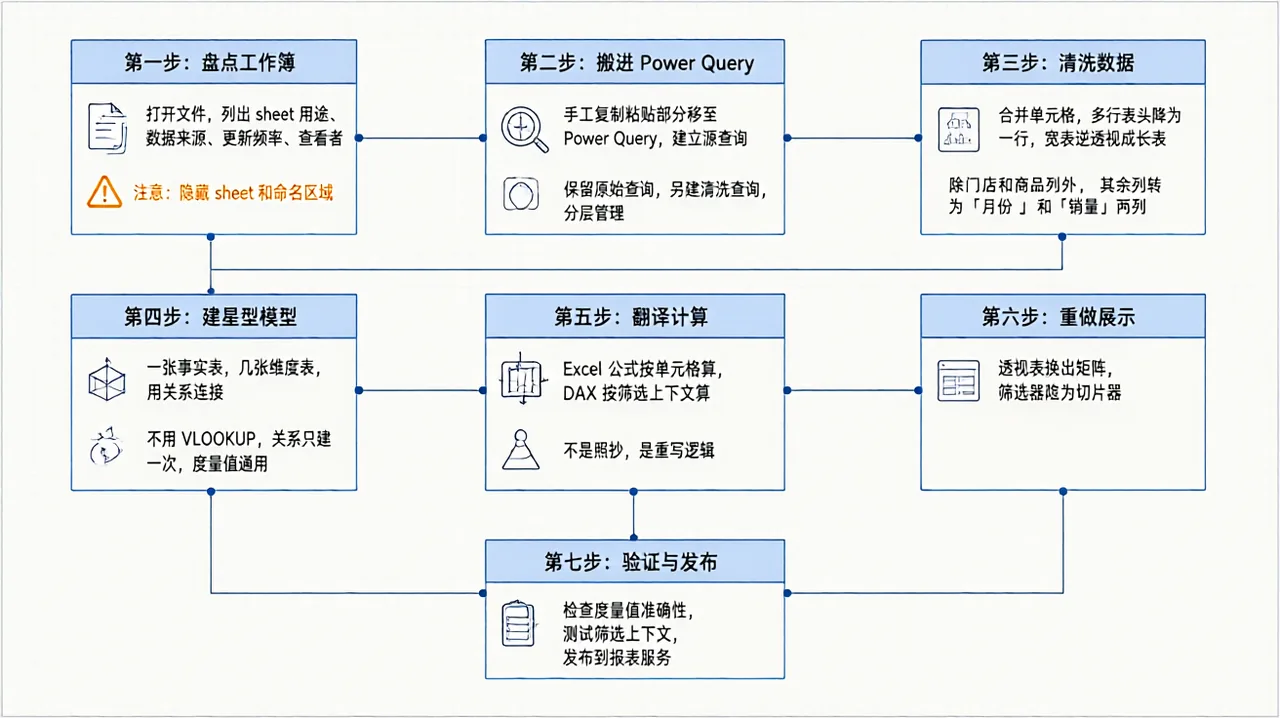 第一步：盘点工作簿
打开文件，列出 sheet 用途、
数据来源、更新频率、查看者
注意：隐藏 sheet 和命名区域
第二步：搬进 Power Query
手工复制粘贴部分移至
Power Query，建立源查询
保留原始查询，另建清洗查询，
分层管理
第三步：清洗数据
合并单元格，多行表头降为
一行，宽表逆透视成长表
除门店和商品列外， 其余列转
为「月份 」和「销量」两列
第四步：建星型模型
一张事实表，几张维度表，
用关系连接
不用 VLOOKUP，关系只建
一次，度量值通用
第五步：翻译计算
Excel 公式按单元格算，
DAX 按筛选上下文算
不是照抄，是重写逻辑
第六步：重做展示
透视表换出矩阵，
筛选器陷为切片器
第七步：验证与发布
检查度量值准确性，
测试筛选上下文，
发布到报表服务